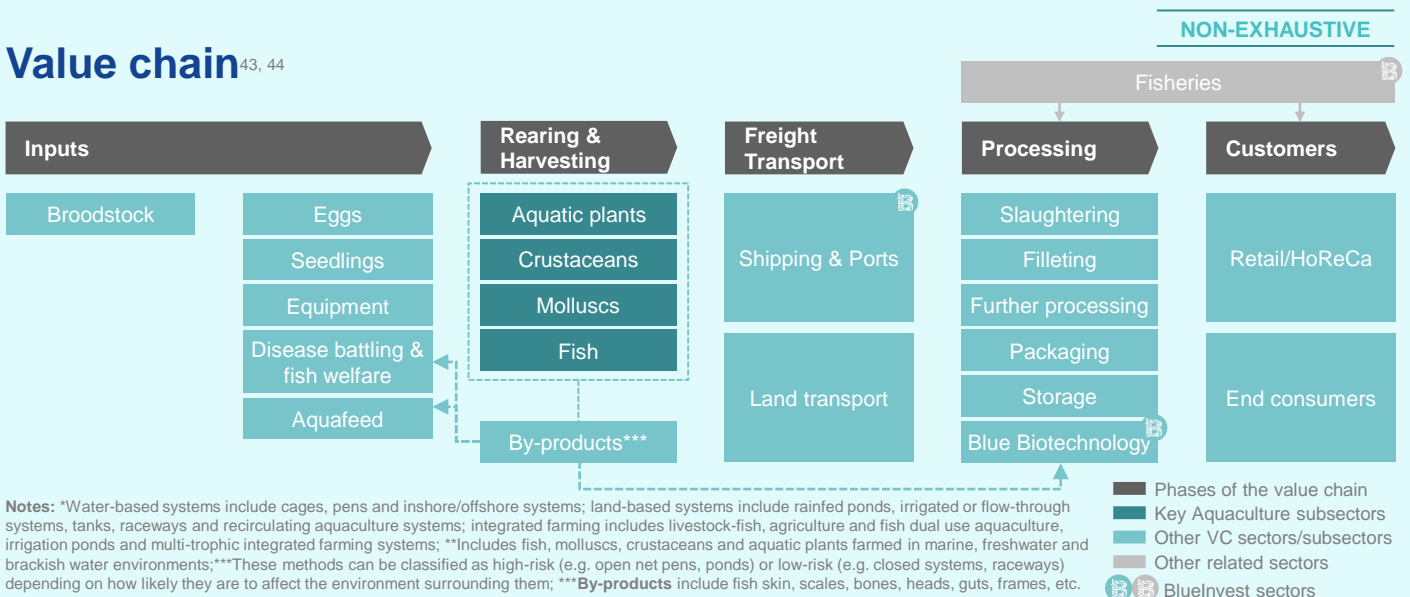 NON-EXHAUSTIVE
Value chain43, 44
Fisheries
Inputs
Rearing &
Harvesting
Freight
Transport
Processing
Customers
Broodstock
Eggs
Seedlings
Equipment
Disease battling &
fish welfare
Aquafeed
Aquatic plants
Crustaceans
Molluscs
Fish
By-products***
Shipping & Ports
Land transport
Slaughtering
Filleting
Further processing
Packaging
Storage
Blue Biotechnology
Retail/HoReCa
End consumers
Notes: *Water-based systems include cages, pens and inshore/offshore systems; land-based systems include rainfed ponds, irrigated or flow-through
systems, tanks, raceways and recirculating aquaculture systems; integrated farming includes livestock-fish, agriculture and fish dual use aquaculture,
irrigation ponds and multi-trophic integrated farming systems; **Includes fish, molluscs, crustaceans and aquatic plants farmed in marine, freshwater and
brackish water environments;***These methods can be classified as high-risk (e.g. open net pens, ponds) or low-risk (e.g. closed systems, raceways)
depending on how likely they are to affect the environment surrounding them; ***By-products include fish skin, scales, bones, heads, guts, frames, etc.
Phases of the value chain
Key Aquaculture subsectors
Other VC sectors/subsectors
Other related sectors
BlueInvest sectors